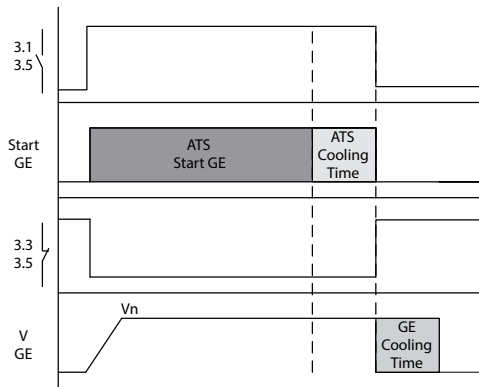 3.1
3.5
Start
GE
ATS
Start GE
ATS
Cooling
Time
3.3
3.5
Vn
V
GE
GE
Cooling
Time